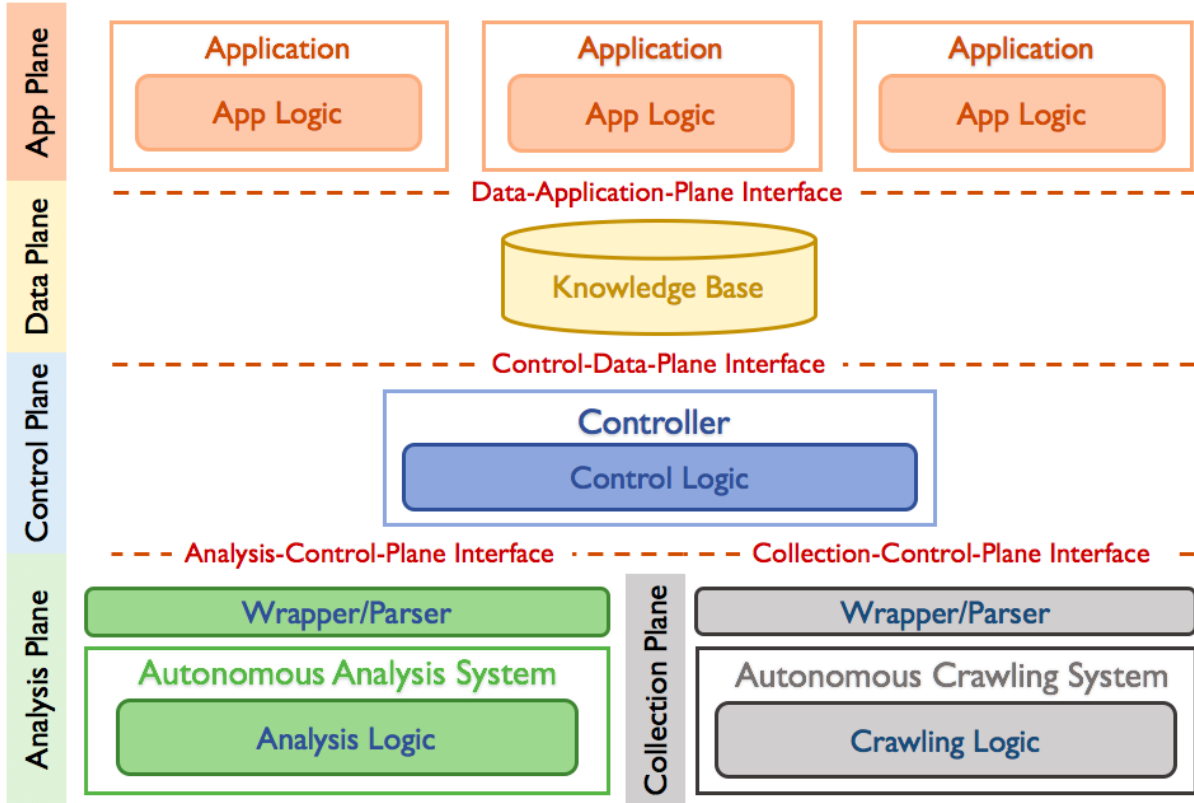 App Plane
Application
App Logic
Application
App Logic
Application
App Logic
Data-Application-Plane Interface
Data Plane
Knowledge Base
Control-Data-Plane Interface
Control Plane
Controller
Control Logic
Analysis-Control-Plane Interface
Collection-Control-Plane Interface
Analysis Plane
Wrapper/Parser
Autonomous Analysis System
Analysis Logic
Collection Plane
Wrapper/Parser
Autonomous Crawling System
Crawling Logic